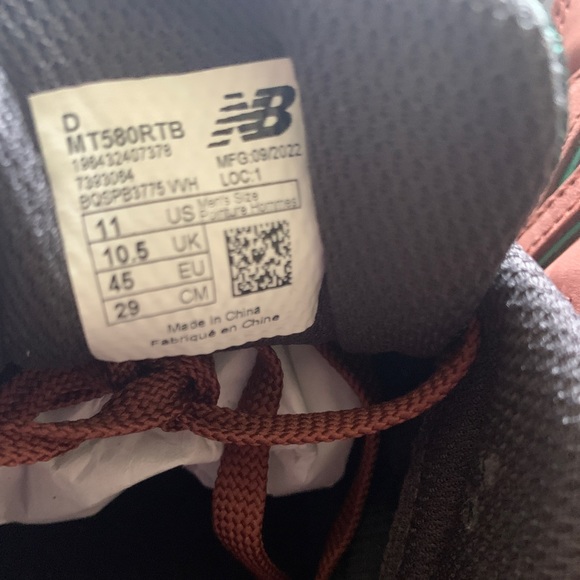 D
MT580RTB
NB
196432407378
MFG:09/2022
7393064
LOC:1
BQSPB3775 VVH
11 US Men's Size
Pointure Hommes
10.5 UK
45 EU
29 CM
Made in China
Fabriqué en Chine